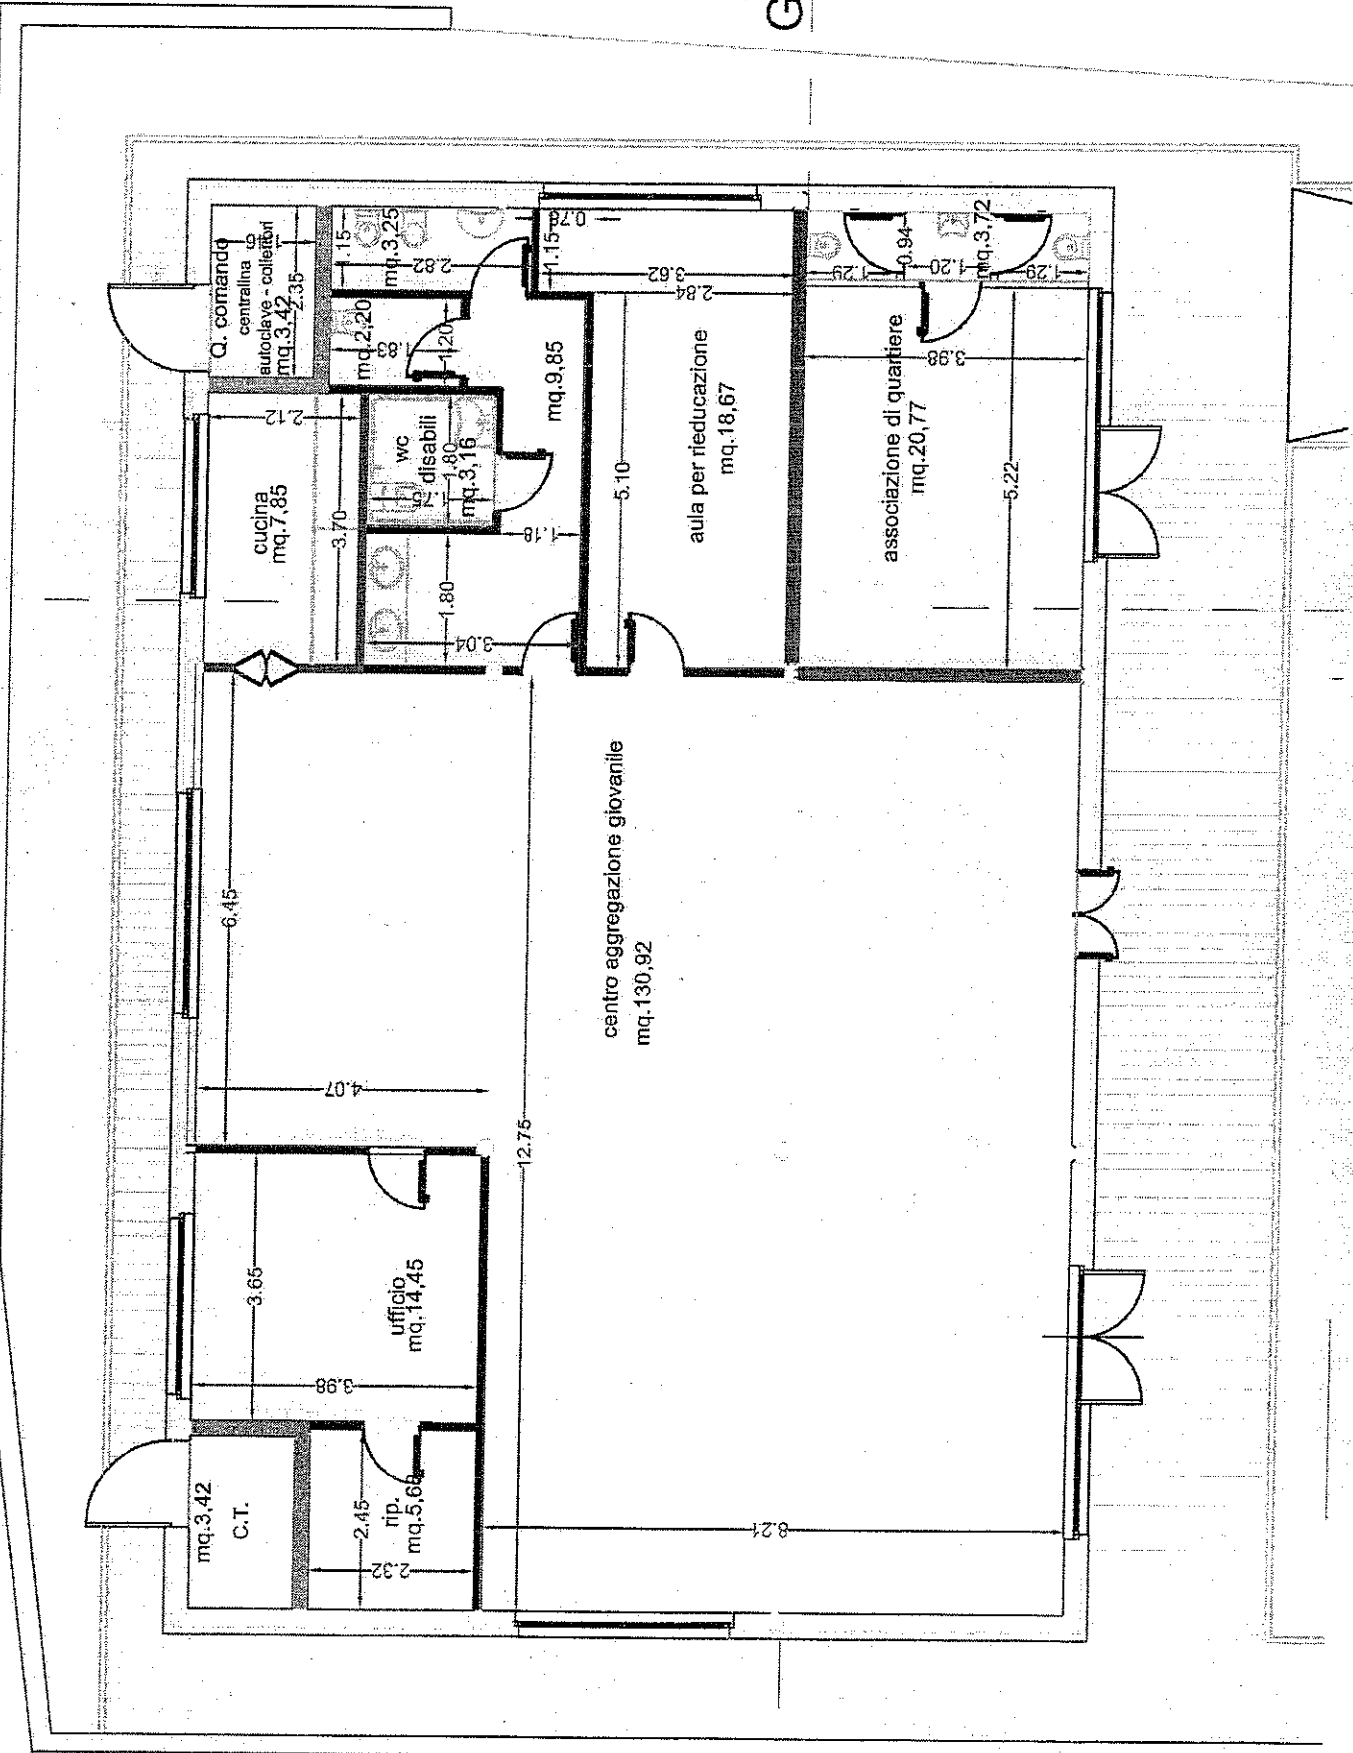 G
Q. comando
centralina
autoclave - collettori
mq.3,42
2.35
1.15
mq.3,25
2.82
mq.2,20
1.83
1.20
0.78
1.15
3.62
2.84
mq.9,85
cucina
mq.7,85
2.12
3.70
wc
disabili
1.80
mq.3,16
1.76
1.18
1.80
3.04
aula per rieducazione
mq.18,67
5.10
associazione di quartiere
mq.20,77
3.98
5.22
1.29
0.94
1.20
mq.3,72
1.29
6.45
4.07
12.75
centro aggregazione giovanile
mq.130,92
8.21
3.65
ufficio
mq.14,45
3.98
mq.3,42
C.T.
2.45
rip.
2.32